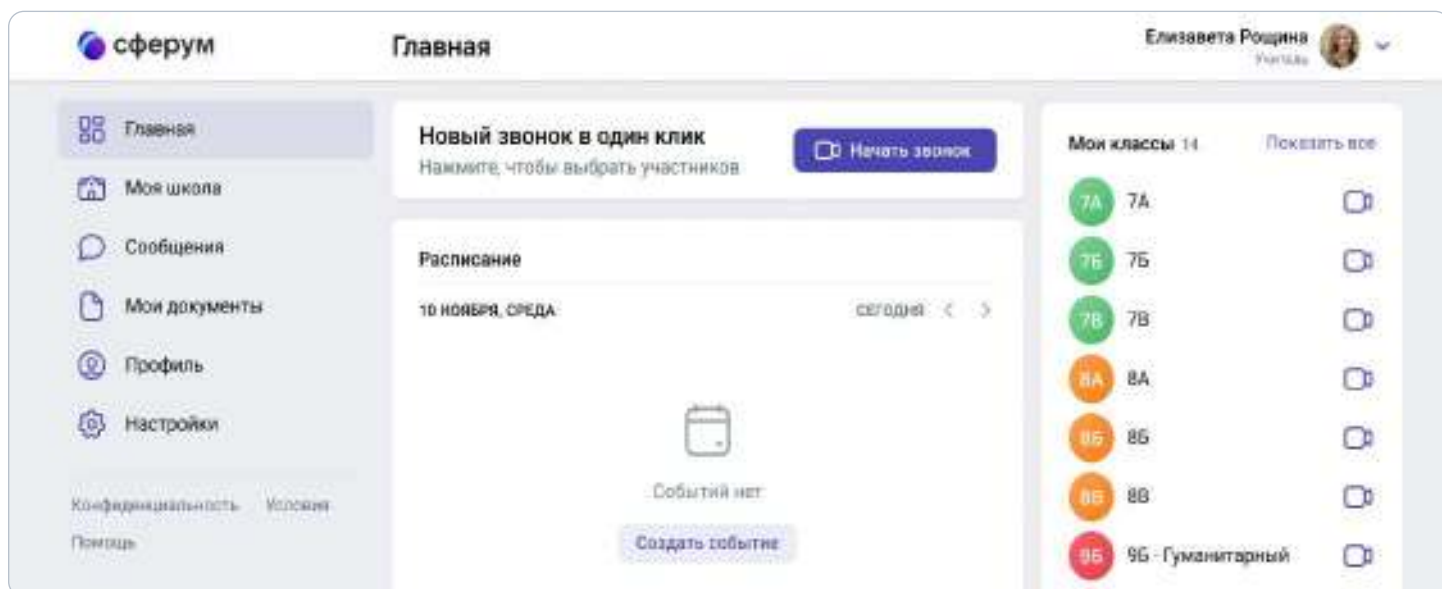 сферум
Главная
Елизавета Рощина
Учитель
Главная
Моя школа
Сообщения
Мои документы
Профиль
Настройки
Конфиденциальность Условия
Помощь
Новый звонок в один клик
Нажмите, чтобы выбрать участников
Начать звонок
Расписание
10 НОЯБРЯ, СРЕДА
СЕГОДНЯ
Событий нет
Создать событие
Мои классы 14 Показать все
7А 7А
7Б 7Б
7В 7В
8А 8А
8Б 8Б
8В 8В
9Б 9Б - Гуманитарный